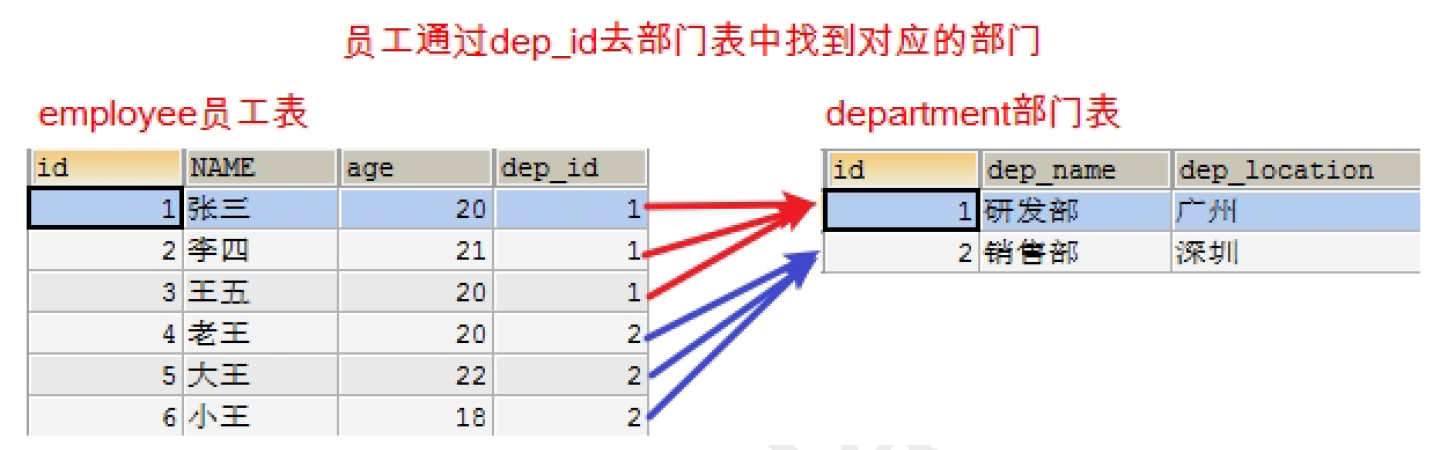 员工通过dep_id去部门表中找到对应的部门
employee员工表
id NAME age dep_id
1 张三 20 1
2 李四 21 1
3 王五 20 1
4 老王 20 2
5 大王 22 2
6 小王 18 2
department部门表
id dep_name dep_location
1 研发部 广州
2 销售部 深圳